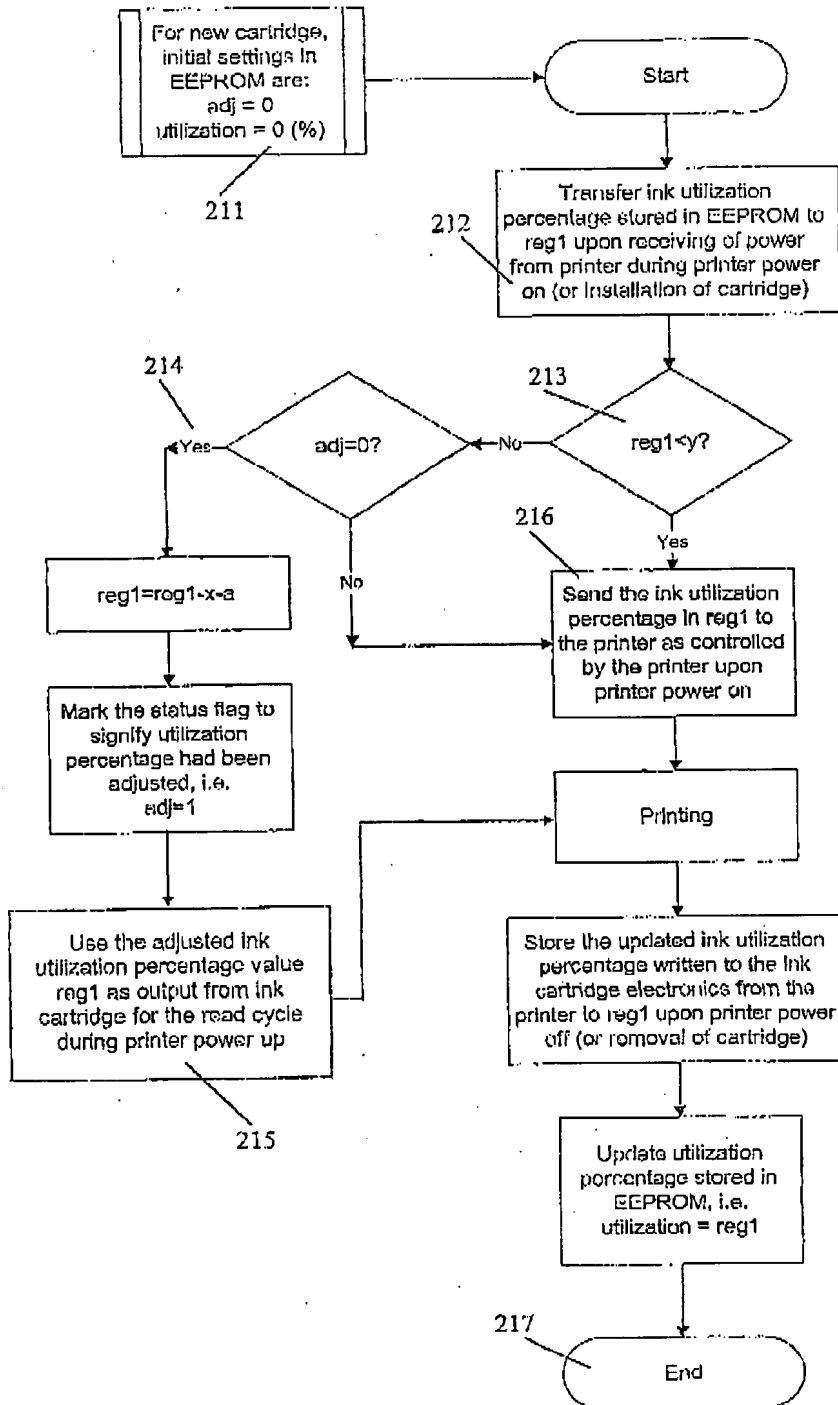 For new cartridge,
initial settings in
EEPROM are:
adj = 0
utilization = 0 (%)
211
Start
Transfer ink utilization
percentage stored in EEPROM to
reg1 upon receiving of power
from printer during printer power
on (or installation of cartridge)
212
213
reg1<y?
No
Yes
214
adj=0?
Yes
No
reg1=reg1-x-a
Mark the status flag to
signify utilization
percentage had been
adjusted, i.e.
adj=1
Use the adjusted ink
utilization percentage value
reg1 as output from ink
cartridge for the read cycle
during printer power up
215
216
Send the ink utilization
percentage in reg1 to
the printer as controlled
by the printer upon
printer power on
Printing
Store the updated ink utilization
percentage written to the ink
cartridge electronics from the
printer to reg1 upon printer power
off (or removal of cartridge)
Update utilization
percentage stored in
EEPROM, i.e.
utilization = reg1
217
End